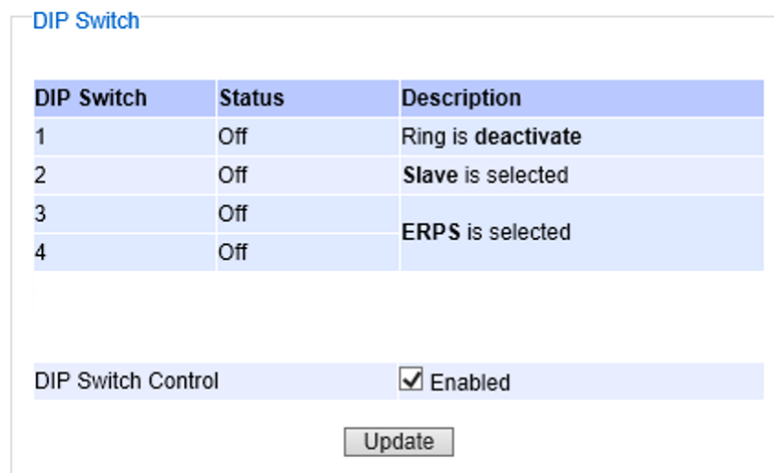 DIP Switch
DIP Switch Status Description
1 Off Ring is deactivate
2 Off Slave is selected
3 Off ERPS is selected
4 Off
DIP Switch Control Enabled
Update